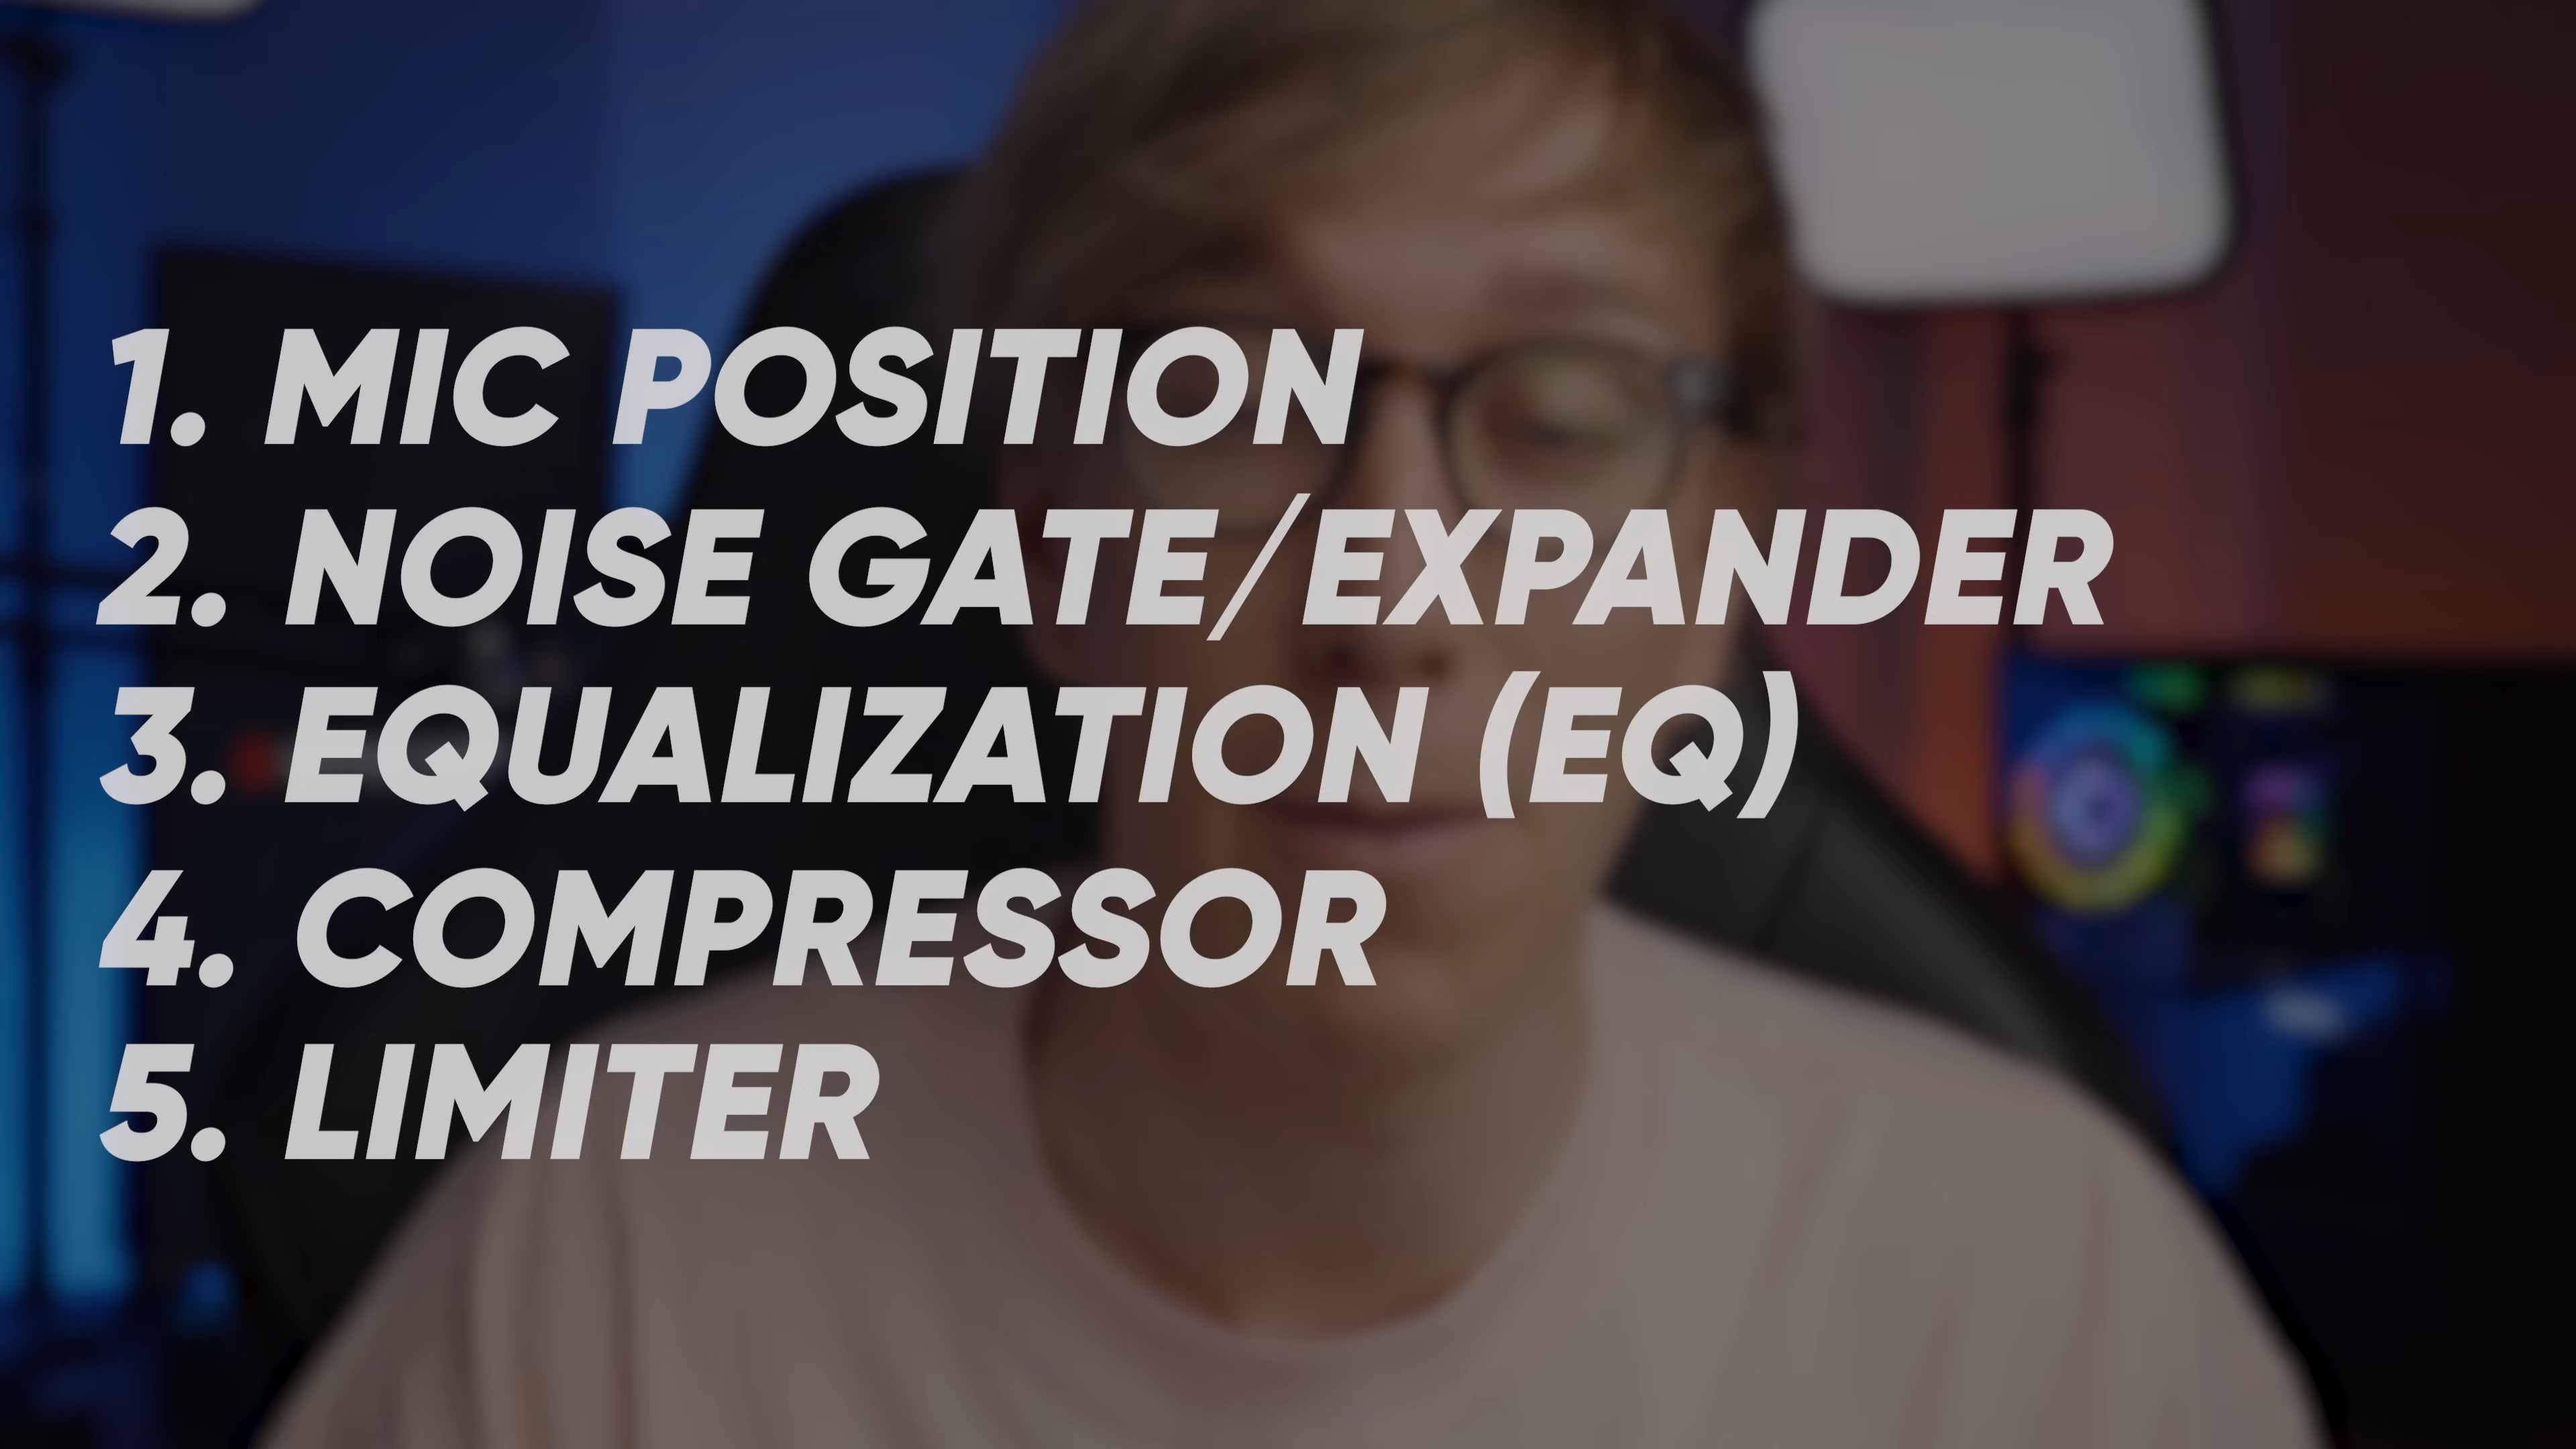 1. MIC POSITION
2. NOISE GATE/EXPANDER
3. EQUALIZATION (EQ)
4. COMPRESSOR
5. LIMITER